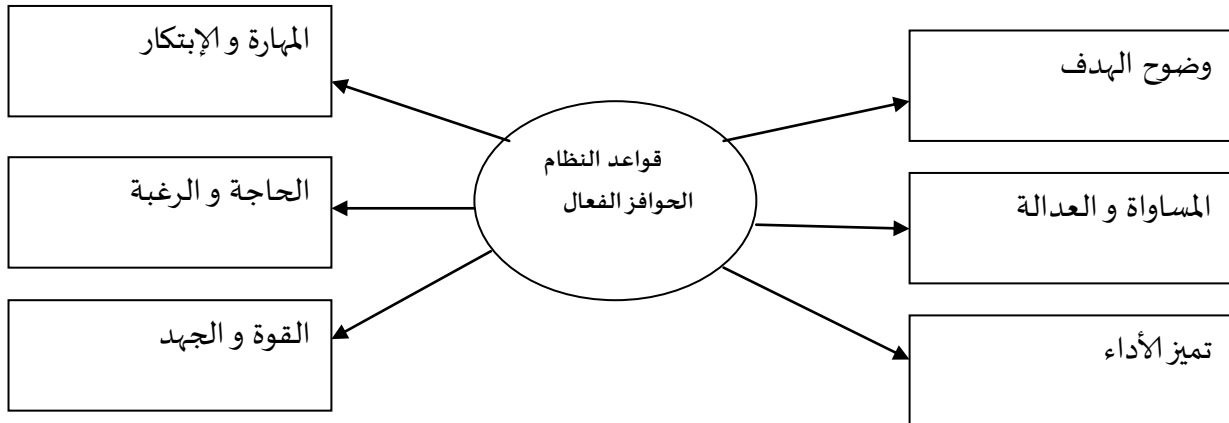 قواعد النظام
الحوافز الفعال
وضوح الهدف
المساواة و العدالة
تميز الأداء
المهارة و الإبتكار
الحاجة و الرغبة
القوة و الجهد